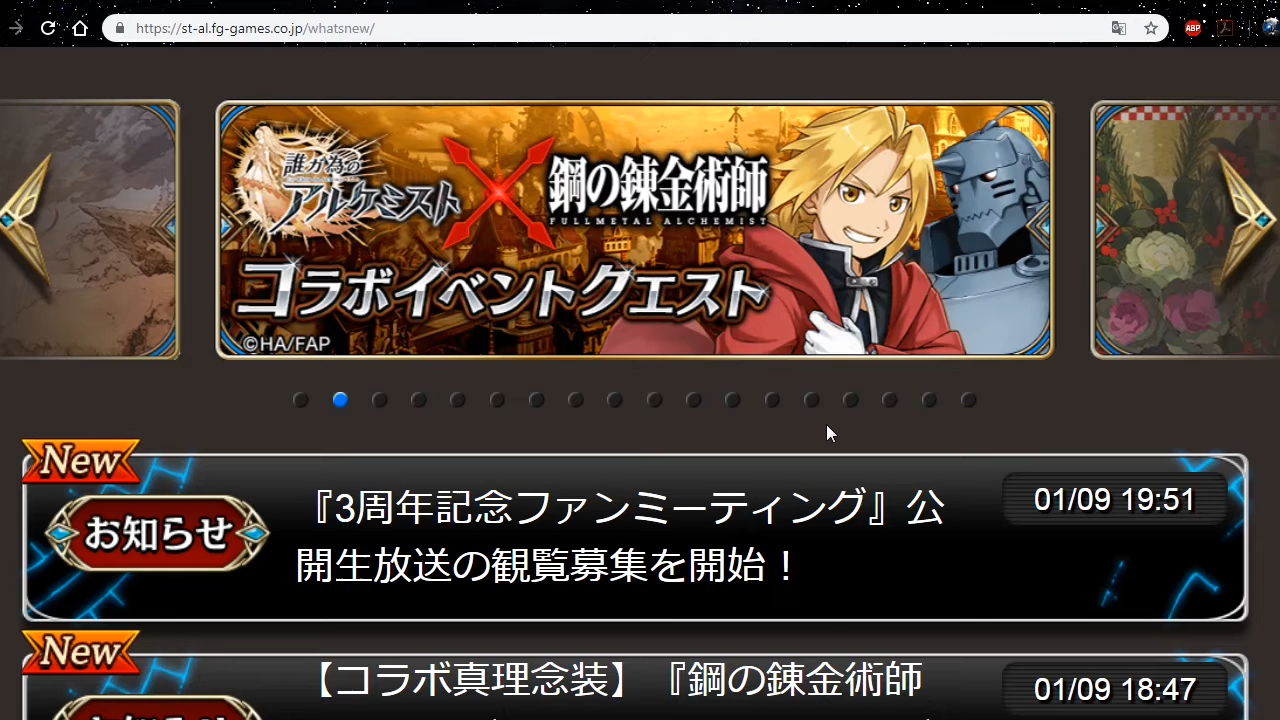 https://st-al.fg-games.co.jp/whatsnew/
ABP
誰ガ為の
アルケミスト
鋼の錬金術師
FULLMETAL ALCHEMIST
コラボイベントクエスト
©HA/FAP
New
お知らせ
『3周年記念ファンミーティング』公
開生放送の観覧募集を開始！
01/09 19:51
New
【コラボ真理念装】『鋼の錬金術師
01/09 18:47